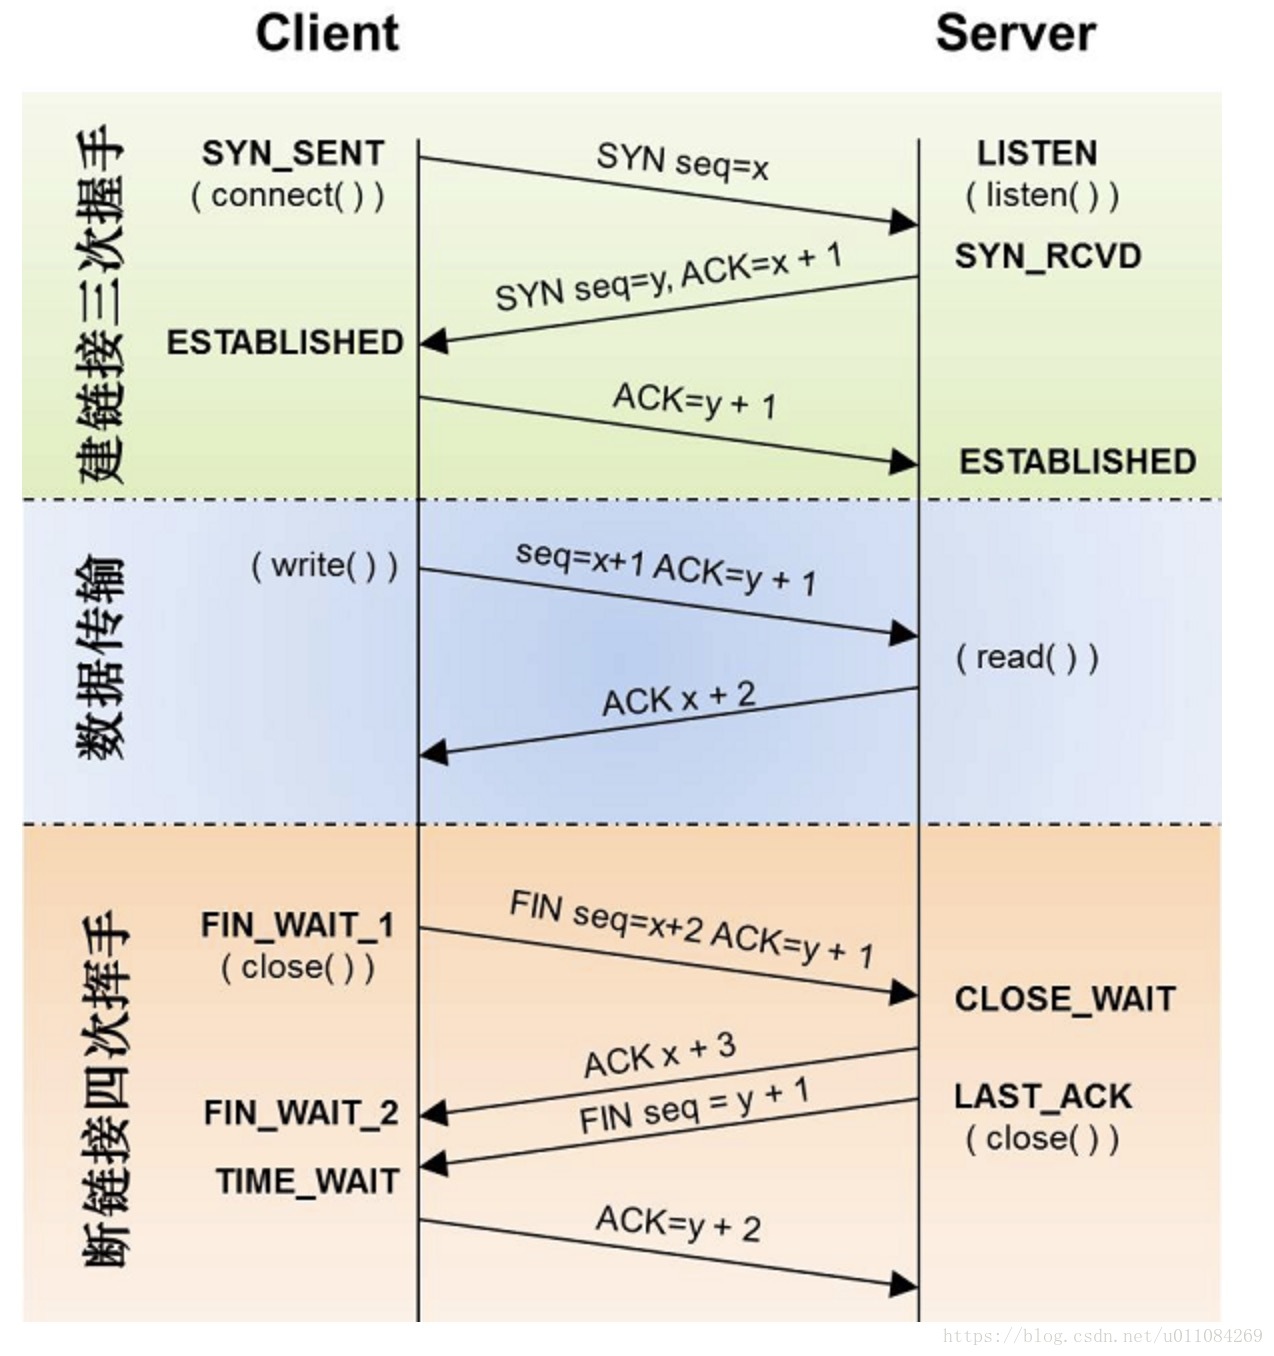 Client
Server
建链接三次握手
SYN_SENT
( connect( ) )
SYN seq=x
LISTEN
( listen( ) )
SYN_RCVD
SYN seq=y, ACK=x + 1
ESTABLISHED
ACK=y + 1
ESTABLISHED
数据传输
( write( ) )
seq=x+1 ACK=y + 1
( read( ) )
ACK x + 2
断链接四次挥手
FIN_WAIT_1
( close( ) )
FIN seq=x+2 ACK=y + 1
CLOSE_WAIT
ACK x + 3
FIN_WAIT_2
FIN seq = y + 1
LAST_ACK
( close( ) )
TIME_WAIT
ACK=y + 2
https://blog.csdn.net/u011084269